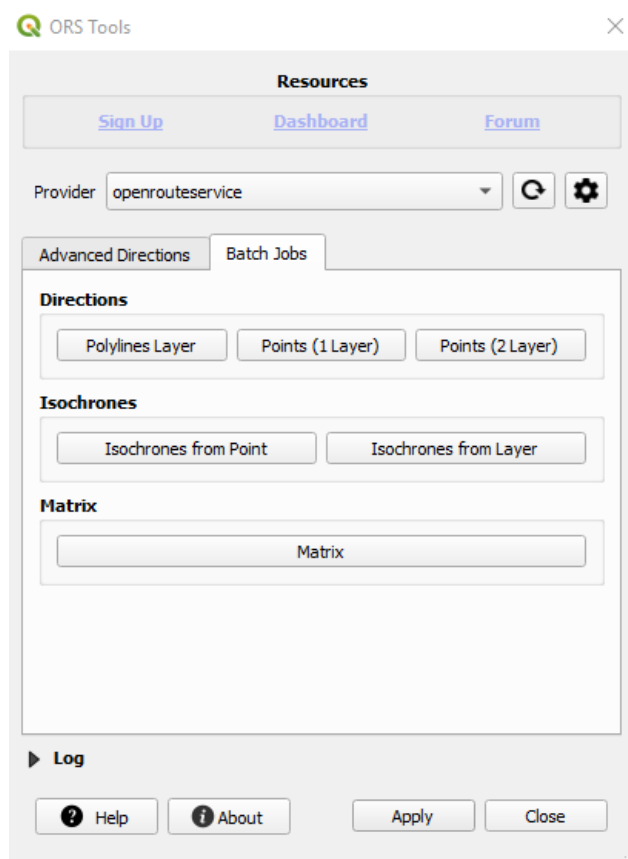 ORS Tools
Resources
Sign Up Dashboard Forum
Provider openrouteservice
Advanced Directions Batch Jobs
Directions
Polylines Layer Points (1 Layer) Points (2 Layer)
Isochrones
Isochrones from Point Isochrones from Layer
Matrix
Matrix
Log
Help About Apply Close